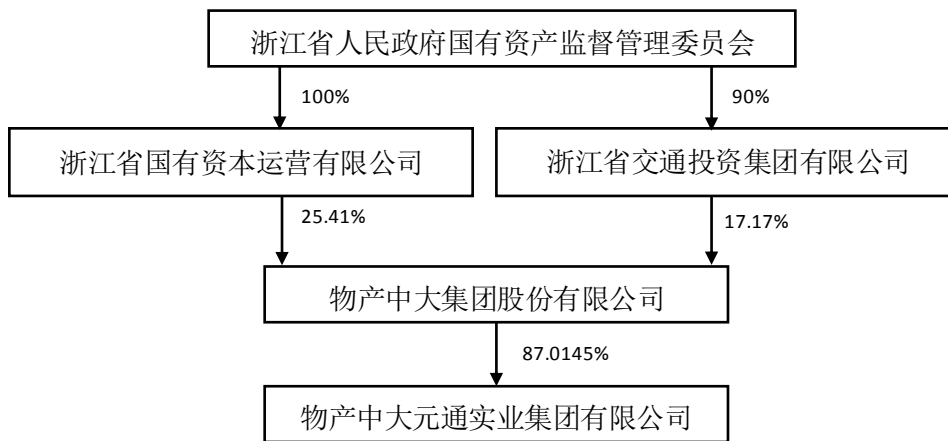 浙江省人民政府国有资产监督管理委员会
100%
90%
浙江省国有资本运营有限公司
浙江省交通投资集团有限公司
25.41%
17.17%
物产中大集团股份有限公司
87.0145%
物产中大元通实业集团有限公司